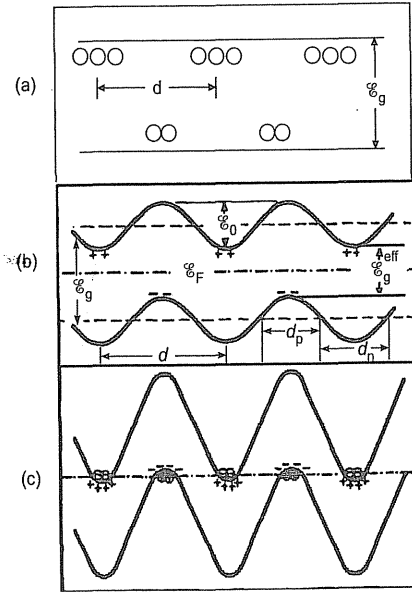 (a)
d
ℰg
(b)
ℰ0
++
++
++
ℰF
ℰg
ℰg eff
d
dp
dn
(c)